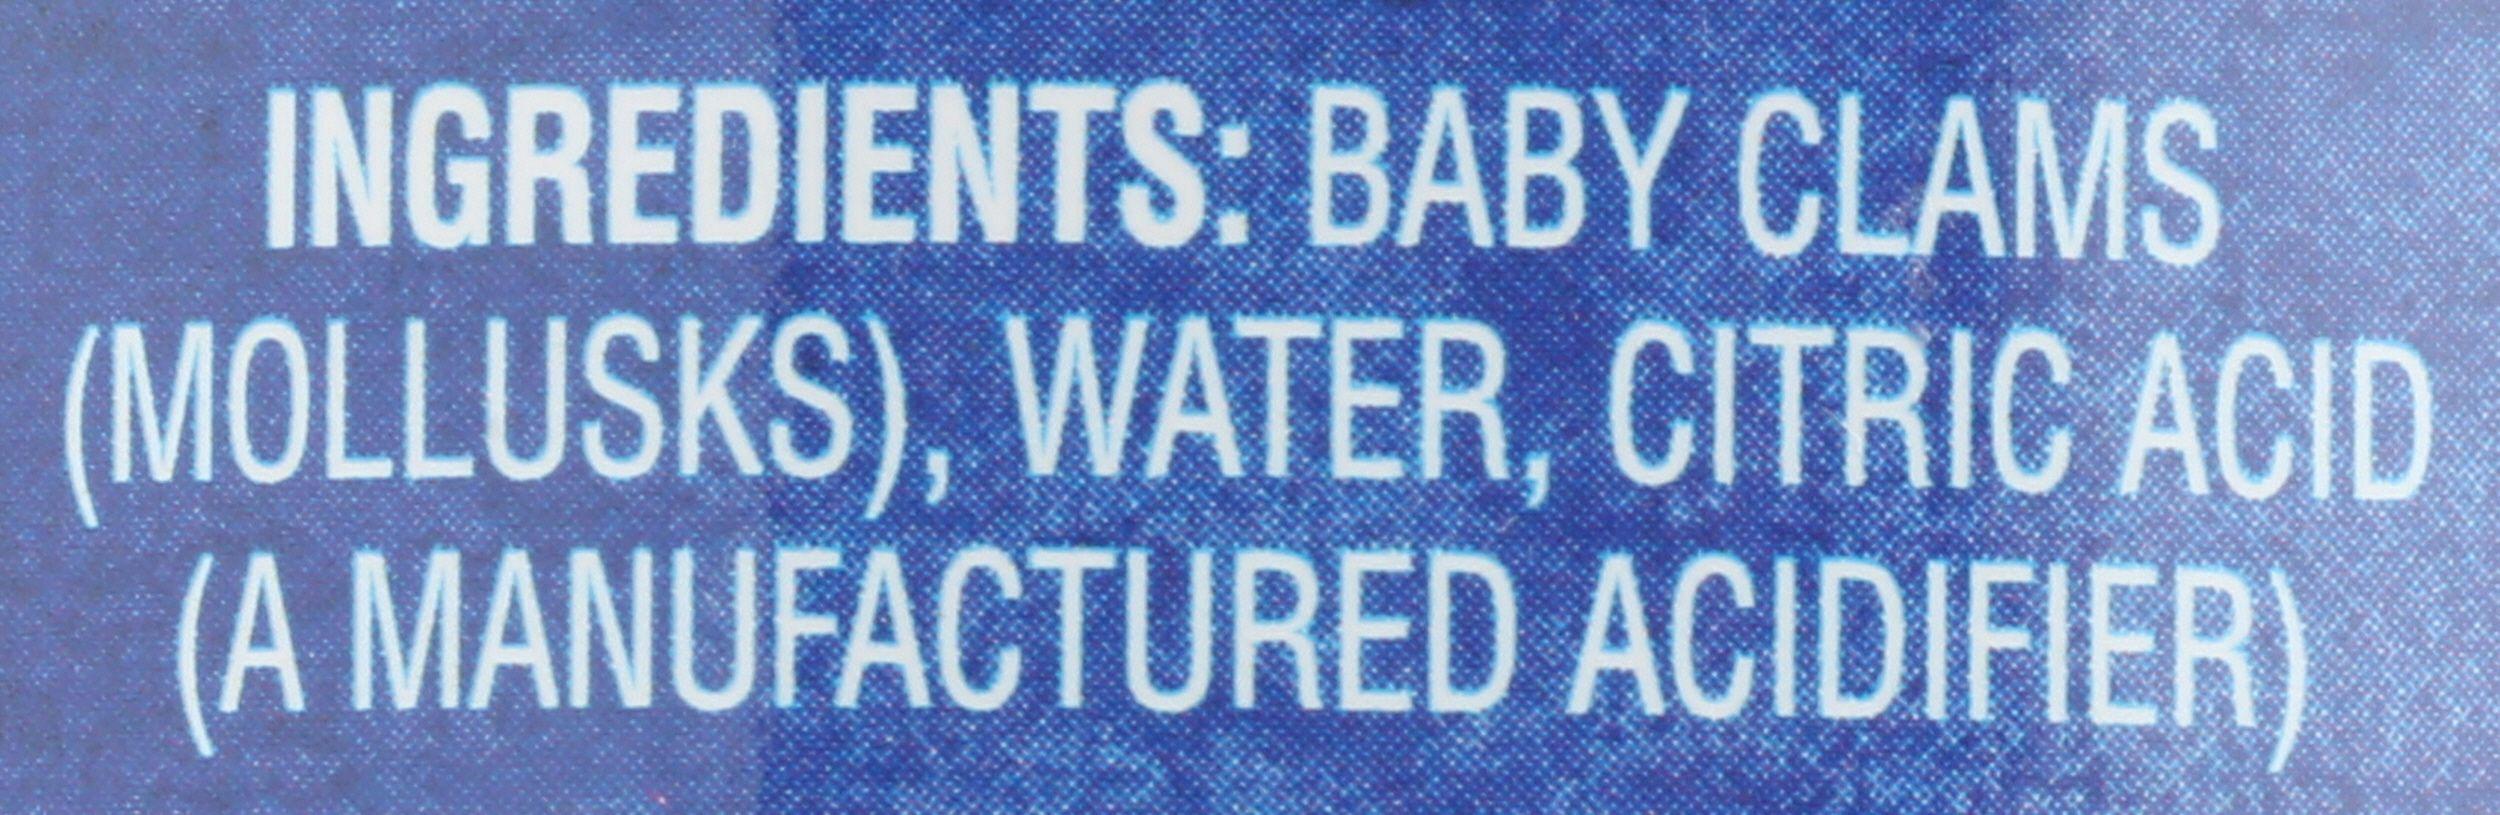 INGREDIENTS: BABY CLAMS
(MOLLUSKS), WATER, CITRIC ACID
(A MANUFACTURED ACIDIFIER)